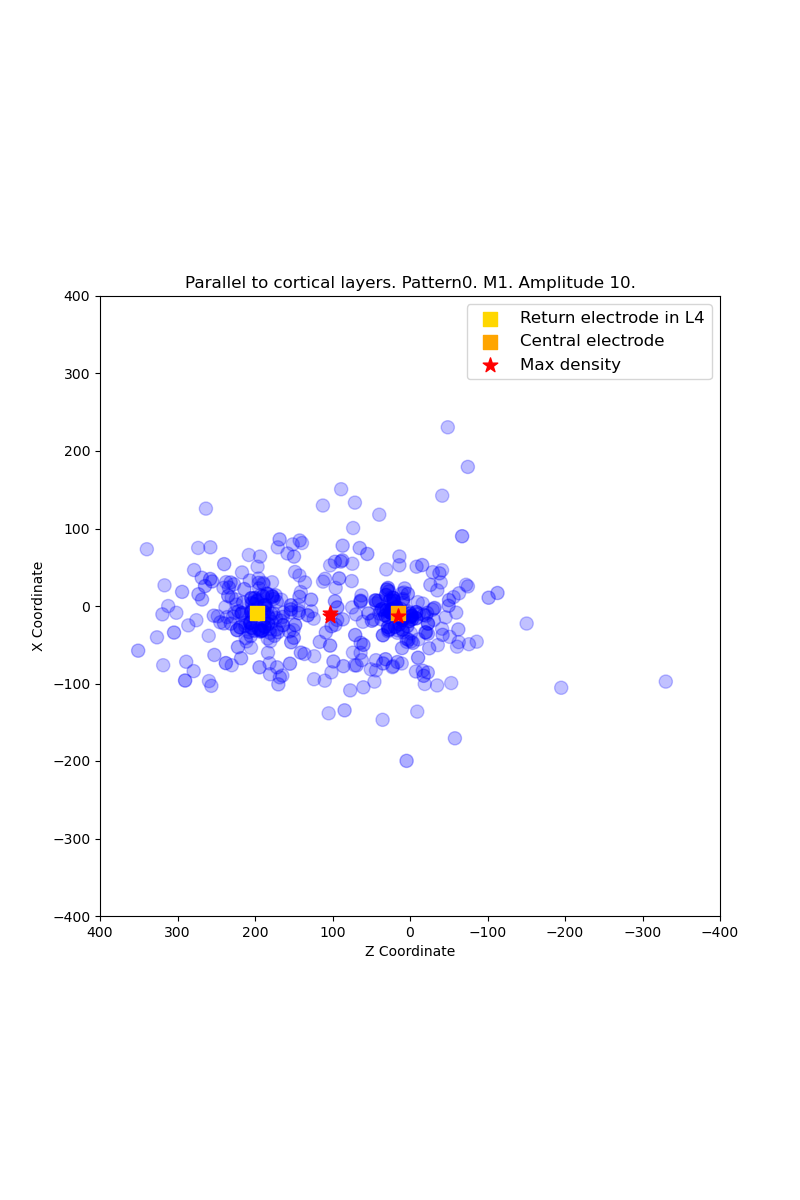 Parallel to cortical layers. Pattern0. M1. Amplitude 10.
Return electrode in L4
Central electrode
Max density
400
300
200
100
0
−100
−200
−300
−400
X Coordinate
400 300 200 100 0 −100 −200 −300 −400
Z Coordinate